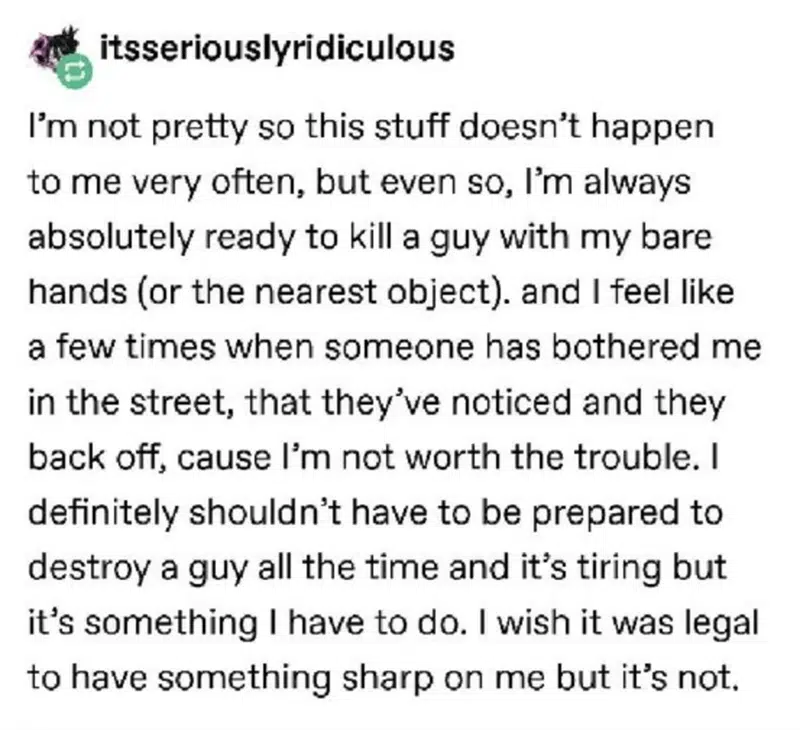 itsseriouslyridiculous
I'm not pretty so this stuff doesn't happen
to me very often, but even so, I'm always
absolutely ready to kill a guy with my bare
hands (or the nearest object). and I feel like
a few times when someone has bothered me
in the street, that they've noticed and they
back off, cause I'm not worth the trouble. I
definitely shouldn't have to be prepared to
destroy a guy all the time and it's tiring but
it's something I have to do. I wish it was legal
to have something sharp on me but it's not.